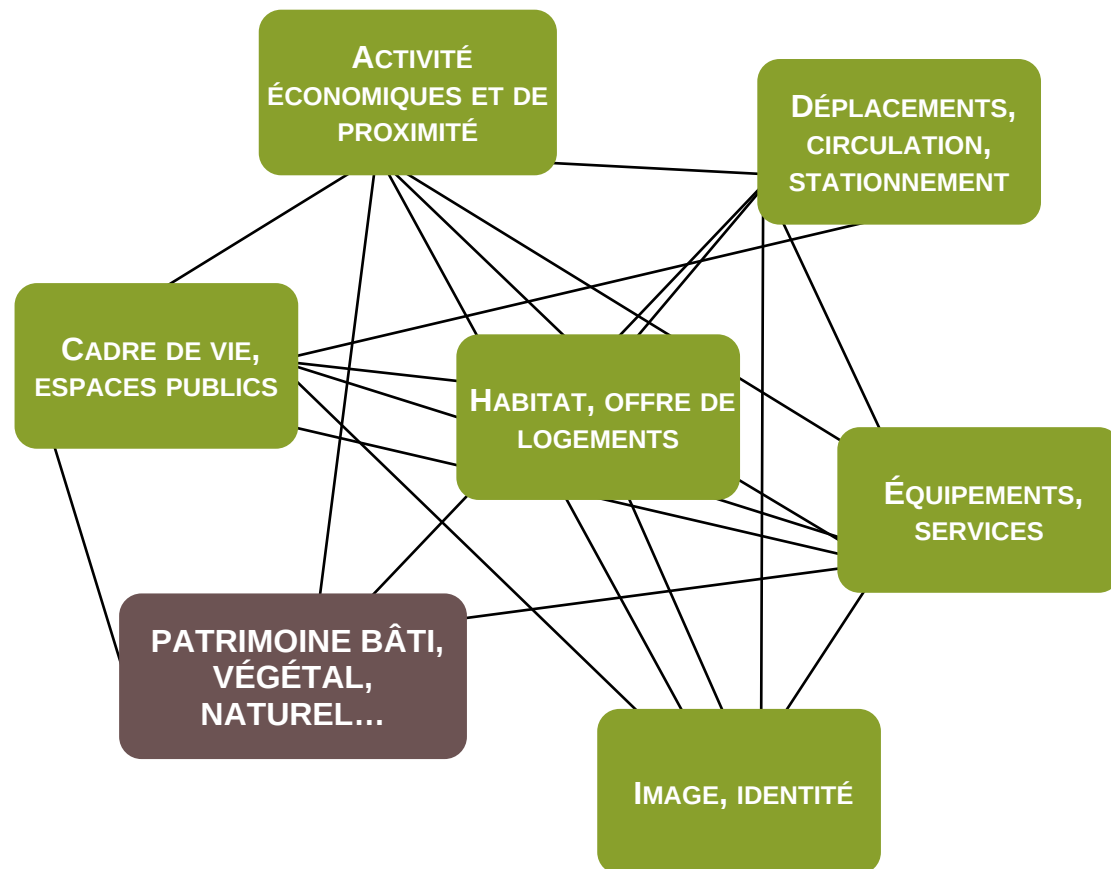 ACTIVITÉ
ÉCONOMIQUES ET DE
PROXIMITÉ
DÉPLACEMENTS,
CIRCULATION,
STATIONNEMENT
CADRE DE VIE,
ESPACES PUBLICS
HABITAT, OFFRE DE
LOGEMENTS
ÉQUIPEMENTS,
SERVICES
PATRIMOINE BÂTI,
VÉGÉTAL,
NATUREL…
IMAGE, IDENTITÉ